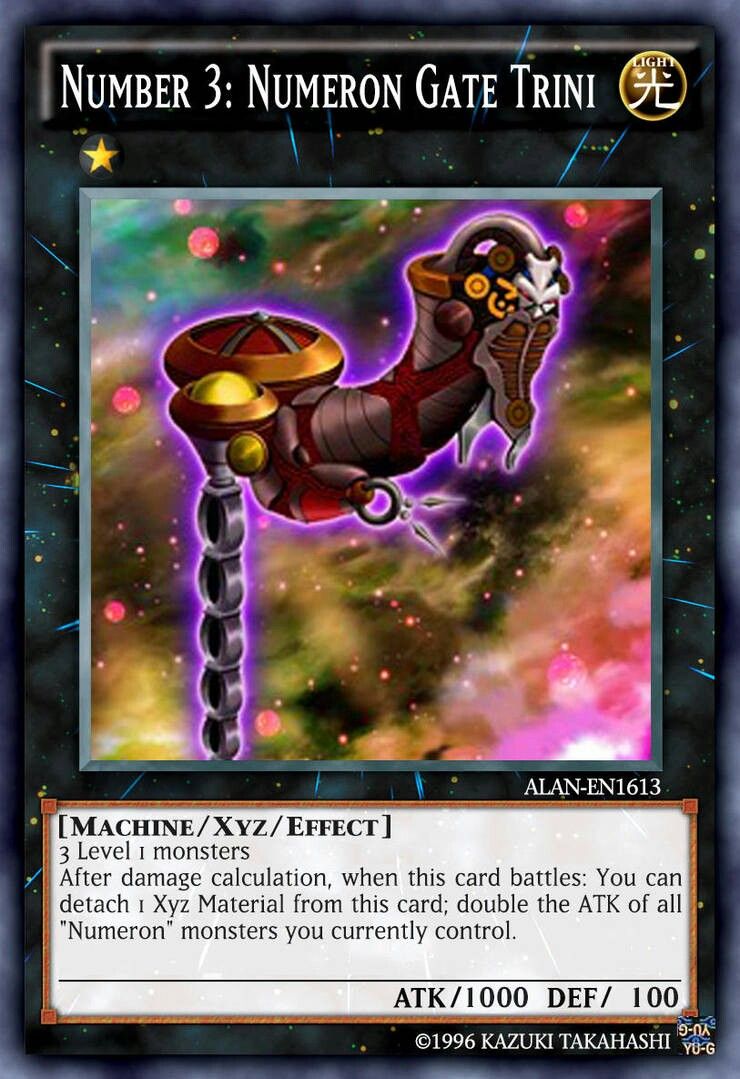 NUMBER 3: NUMERON GATE TRINI
LIGHT
光
ALAN-EN1613
[MACHINE/XYZ/EFFECT]
3 Level 1 monsters
After damage calculation, when this card battles: You can
detach 1 Xyz Material from this card; double the ATK of all
"Numeron" monsters you currently control.
ATK/1000 DEF/ 100
©1996 KAZUKI TAKAHASHI